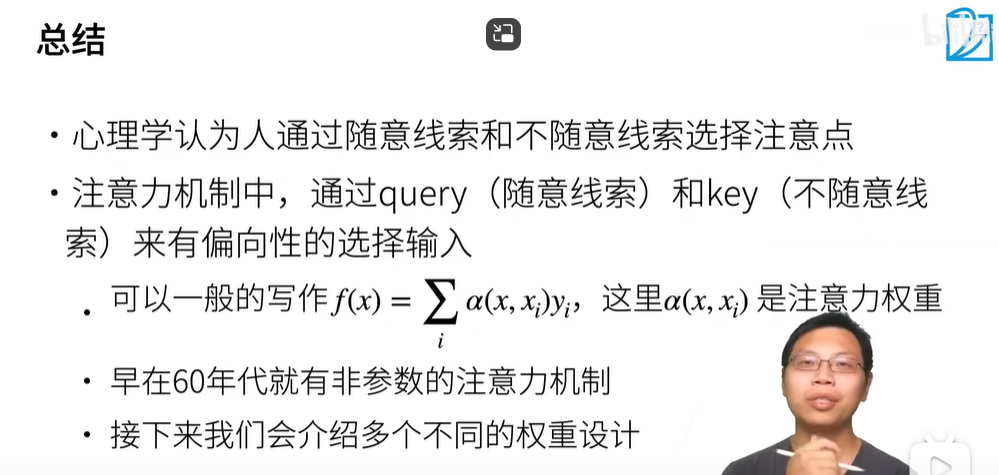 总结
• 心理学认为人通过随意线索和不随意线索选择注意点
• 注意力机制中，通过query（随意线索）和key（不随意线
索）来有偏向性的选择输入
• 可以一般的写作 f(x) = ∑_i α(x, x_i)y_i，这里α(x, x_i) 是注意力权重
• 早在60年代就有非参数的注意力机制
• 接下来我们会介绍多个不同的权重设计